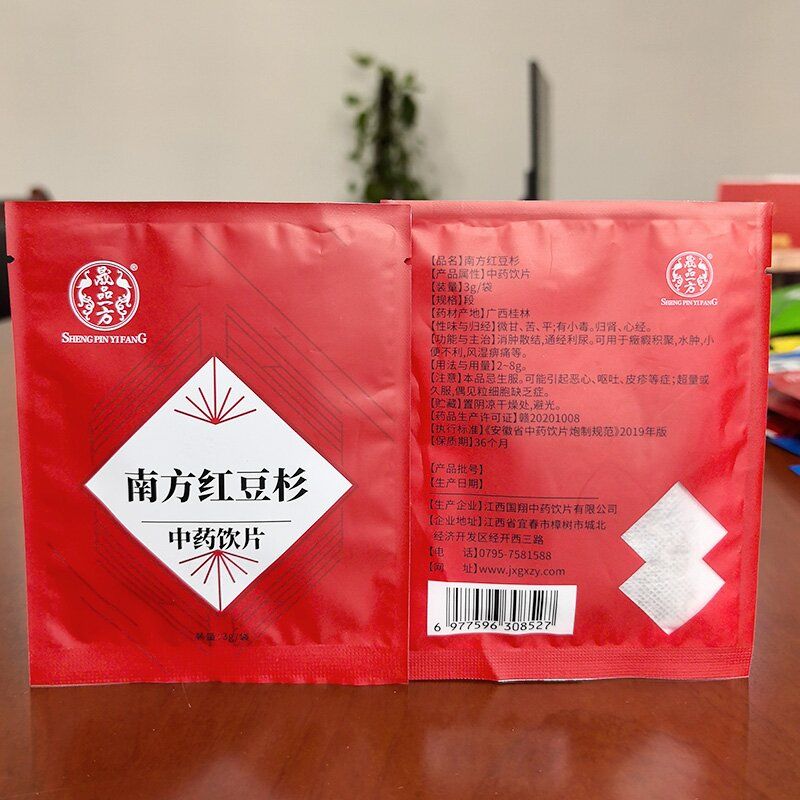 晟品一方
®
SHENG PIN YI FANG
南方红豆杉
中药饮片
装量:3g/袋
【品名】南方红豆杉
【产品属性】中药饮片
【装量】3g/袋
【规格】段
【药材产地】广西桂林
【性味与归经】微甘、苦、平;有小毒。归肾、心经。
【功能与主治】消肿散结,通经利尿。可用于癥瘕积聚,水肿,小
便不利,风湿痹痛等。
【用法与用量】2~8g。
【注意】本品忌生服。可能引起恶心、呕吐、皮疹等症;超量或
久服,偶见粒细胞缺乏症。
【贮藏】置阴凉干燥处,避光。
【药品生产许可证】赣20201008
【执行标准】《安徽省中药饮片炮制规范》2019年版
【保质期】36个月
【产品批号】
【生产日期】
【生产企业】江西国翔中药饮片有限公司
【企业地址】江西省宜春市樟树市城北
经济开发区经开西三路
【电 话】0795-7581588
【网 址】www.jxgxzy.com
6 977596 308527
晟品一方
®
SHENG PIN YI FANG